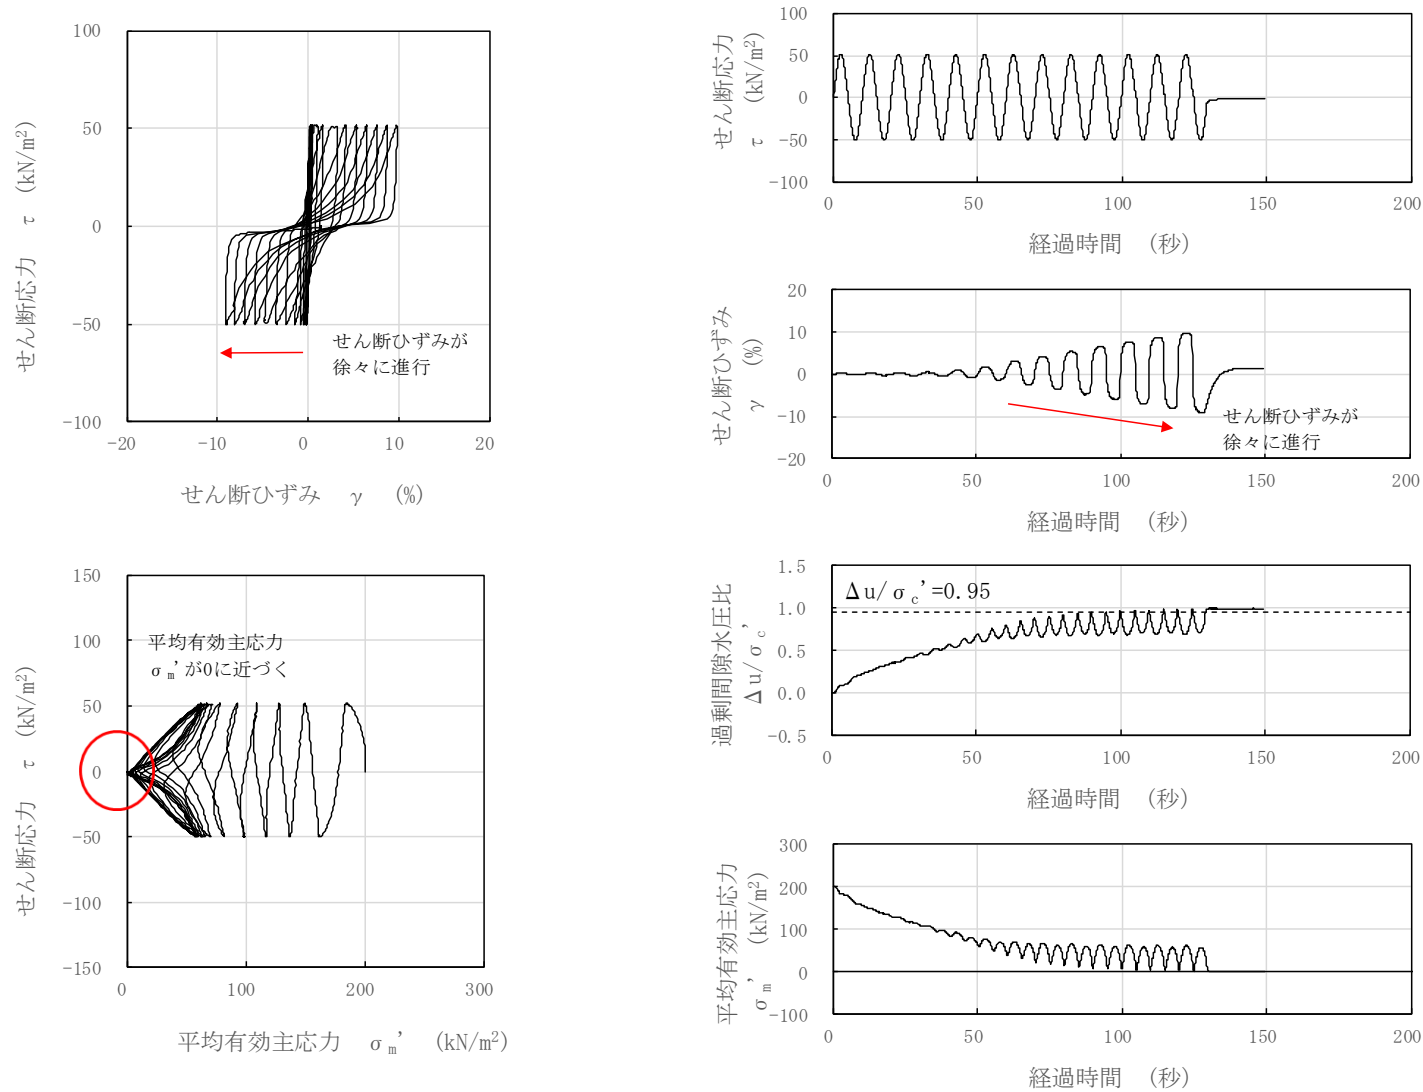 100
50
0
-50
-100
-20
-10
0
10
20
せん断応力 τ (kN/m²)
せん断ひずみ γ (%)
せん断ひずみが
徐々に進行
100
50
0
-50
-100
0
50
100
150
200
せん断応力
τ (kN/m²)
経過時間 (秒)
20
10
0
-10
-20
0
50
100
150
200
せん断ひずみ
γ (%)
せん断ひずみが
徐々に進行
経過時間 (秒)
150
100
50
0
-50
-100
-150
0
100
200
300
せん断応力 τ (kN/m²)
平均有効主応力
σm'が0に近づく
平均有効主応力 σm' (kN/m²)
1.5
1.0
0.5
0.0
-0.5
0
50
100
150
200
過剰間隙水圧比
Δu/σc'
Δu/σc'=0.95
経過時間 (秒)
300
200
100
0
-100
0
50
100
150
200
平均有効主応力
σm' (kN/m²)
経過時間 (秒)